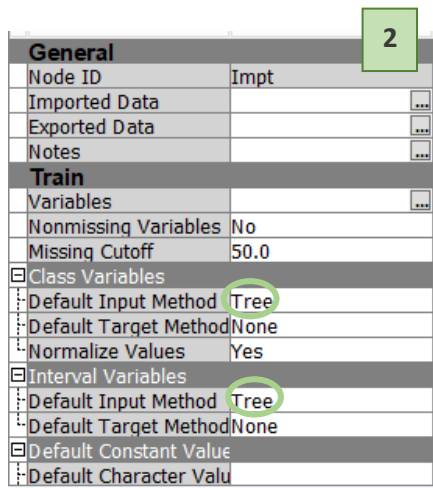 2
General
Node ID Impt
Imported Data ...
Exported Data ...
Notes ...
Train
Variables ...
Nonmissing Variables No
Missing Cutoff 50.0
Class Variables
Default Input Method Tree
Default Target Method None
Normalize Values Yes
Interval Variables
Default Input Method Tree
Default Target Method None
Default Constant Value
Default Character Valu